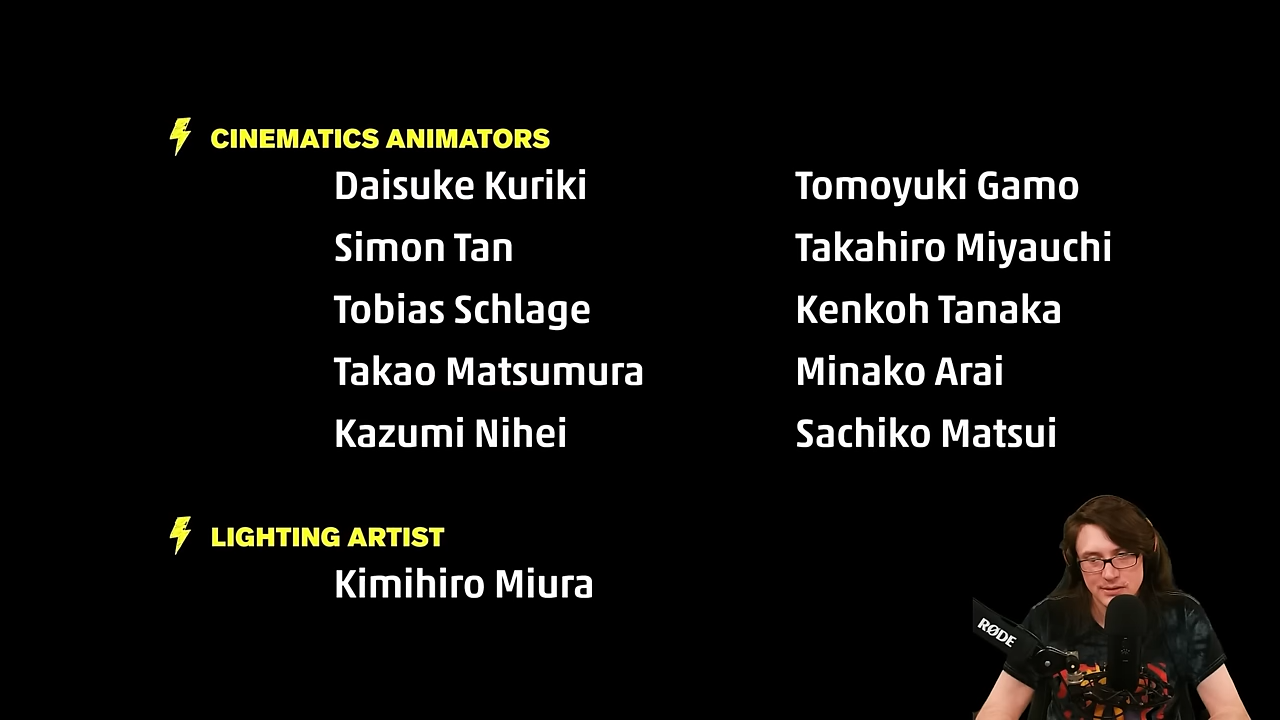 CINEMATICS ANIMATORS
Daisuke Kuriki Tomoyuki Gamo
Simon Tan Takahiro Miyauchi
Tobias Schlage Kenkoh Tanaka
Takao Matsumura Minako Arai
Kazumi Nihei Sachiko Matsui
LIGHTING ARTIST
Kimihiro Miura
RØDE